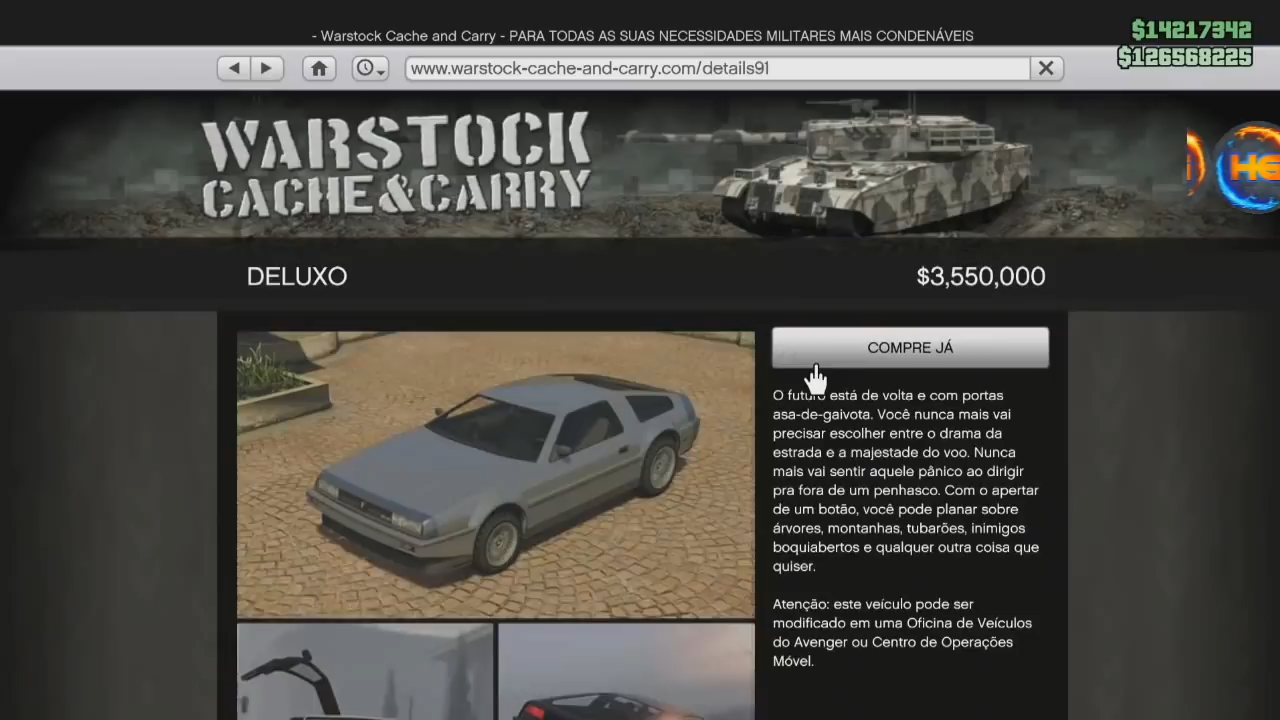 - Warstock Cache and Carry - PARA TODAS AS SUAS NECESSIDADES MILITARES MAIS CONDENÁVEIS
$14217342
$126568225
www.warstock-cache-and-carry.com/details91
WARSTOCK
CACHE&CARRY
HG
DELUXO
$3,550,000
COMPRE JÁ
O futuro está de volta e com portas
asa-de-gaivota. Você nunca mais vai
precisar escolher entre o drama da
estrada e a majestade do voo. Nunca
mais vai sentir aquele pânico ao dirigir
pra fora de um penhasco. Com o apertar
de um botão, você pode planar sobre
árvores, montanhas, tubarões, inimigos
boquiabertos e qualquer outra coisa que
quiser.
Atenção: este veículo pode ser
modificado em uma Oficina de Veículos
do Avenger ou Centro de Operações
Móvel.